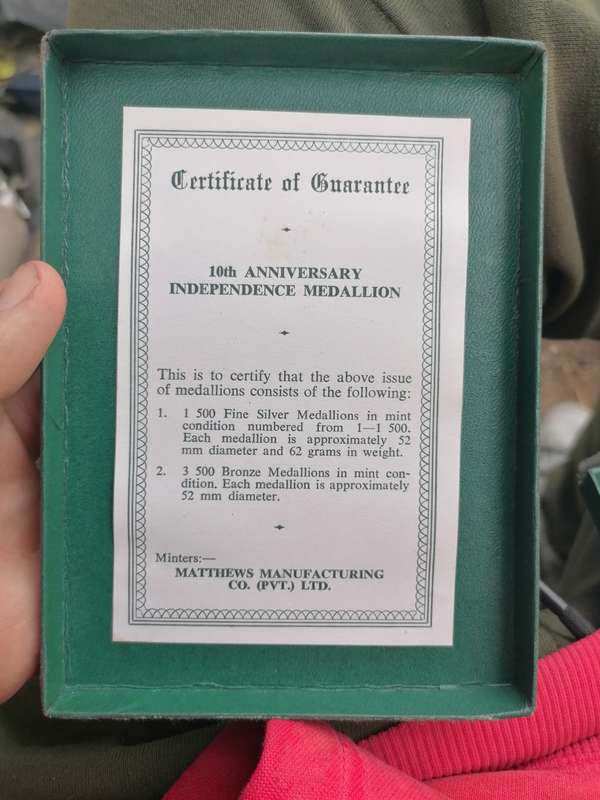 Certificate of Guarantee
10th ANNIVERSARY
INDEPENDENCE MEDALLION
This is to certify that the above issue
of medallions consists of the following:
1. 1 500 Fine Silver Medallions in mint
condition numbered from 1—1 500.
Each medallion is approximately 52
mm diameter and 62 grams in weight.
2. 3 500 Bronze Medallions in mint con-
dition. Each medallion is approximately
52 mm diameter.
Minters:—
MATTHEWS MANUFACTURING
CO. (PVT.) LTD.